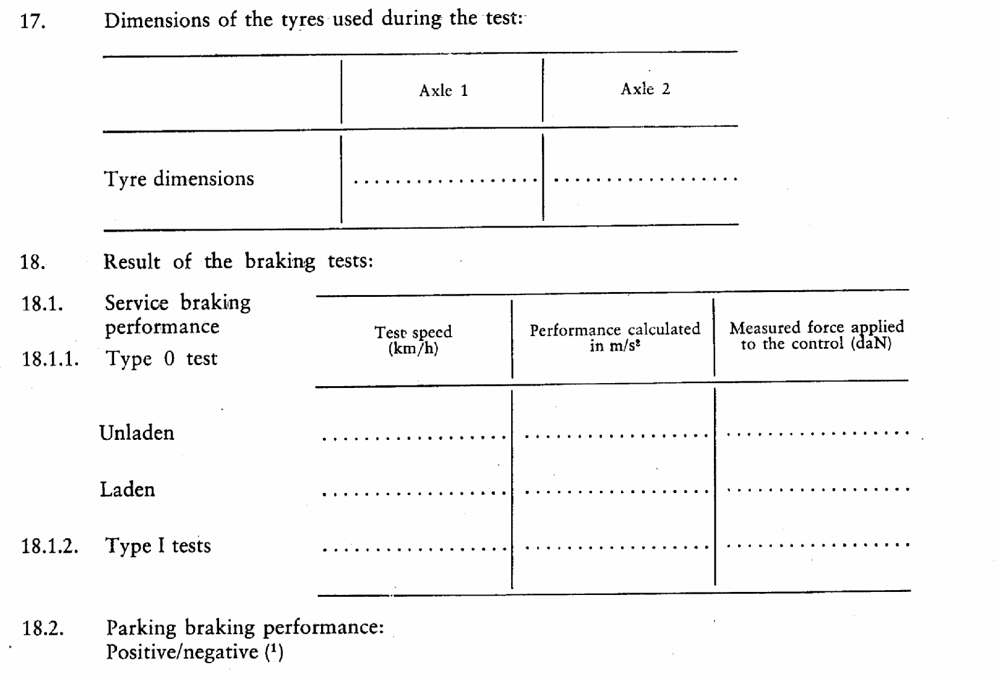 17. Dimensions of the tyres used during the test:
Axle 1 Axle 2
Tyre dimensions .................. ..................
18. Result of the braking tests:
18.1. Service braking
performance
Test speed
(km/h)
Performance calculated
in m/s²
Measured force applied
to the control (daN)
18.1.1. Type 0 test
Unladen .................. .................. ..................
Laden .................. .................. ..................
18.1.2. Type I tests .................. .................. ..................
18.2. Parking braking performance:
Positive/negative (¹)